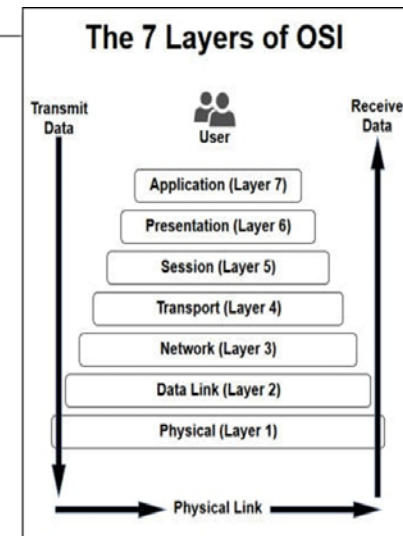 The 7 Layers of OSI
Transmit
Data
User
Receive
Data
Application (Layer 7)
Presentation (Layer 6)
Session (Layer 5)
Transport (Layer 4)
Network (Layer 3)
Data Link (Layer 2)
Physical (Layer 1)
Physical Link